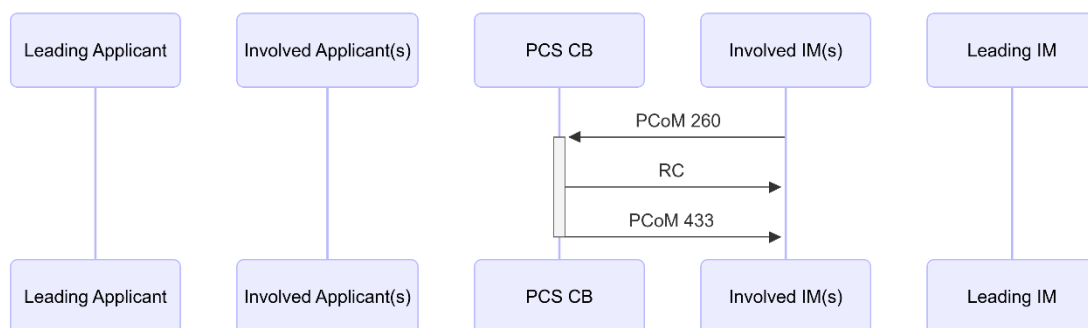 Leading Applicant
Involved Applicant(s)
PCS CB
Involved IM(s)
Leading IM
PCoM 260
RC
PCoM 433
Leading Applicant
Involved Applicant(s)
PCS CB
Involved IM(s)
Leading IM